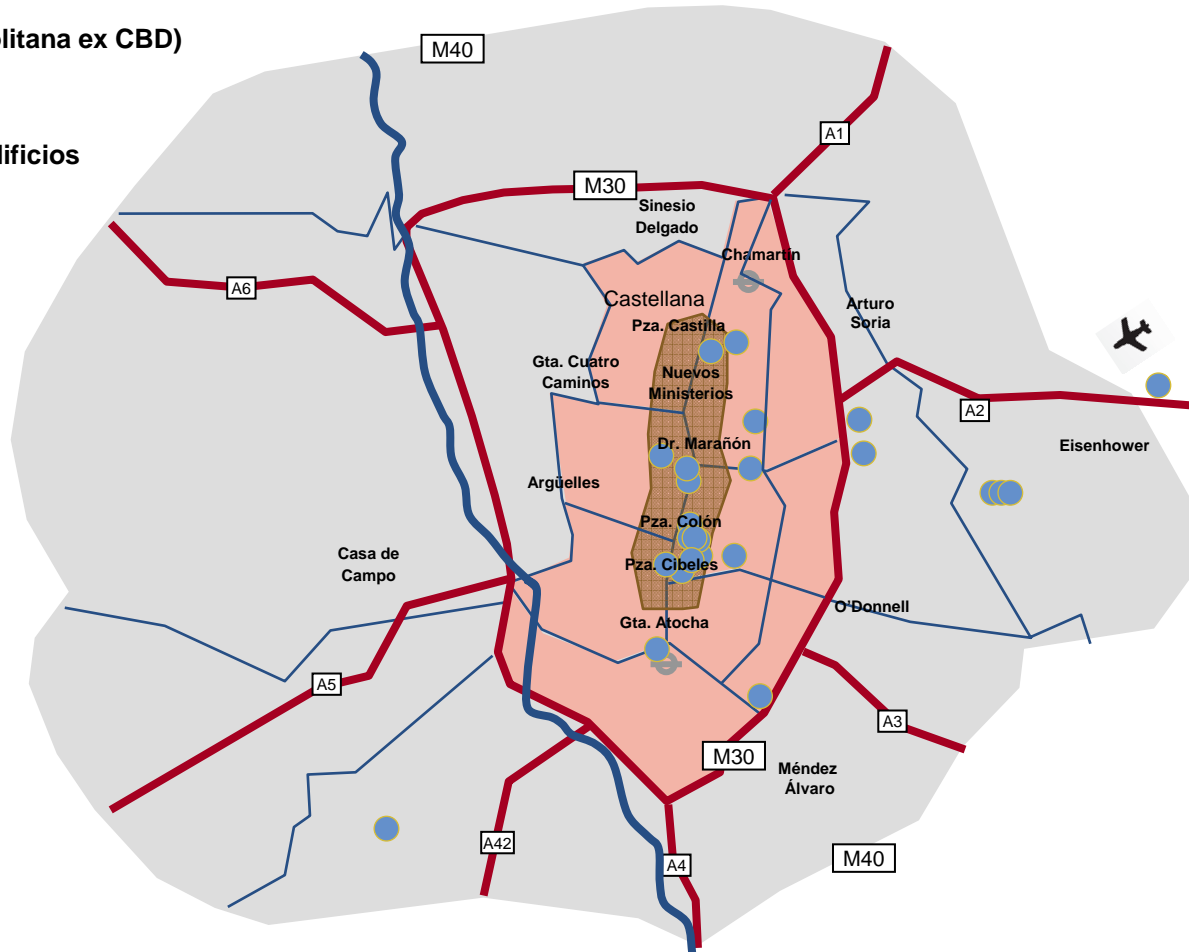 olitana ex CBD)
M40
A1
lificios
M30
Sinesio
Delgado
Chamartín
A6
Castellana
Arturo
Soria
Pza. Castilla
Gta. Cuatro
Caminos
Nuevos
Ministerios
A2
Dr. Marañón
Eisenhower
Argüelles
Pza. Colón
Casa de
Campo
Pza. Cibeles
O'Donnell
Gta. Atocha
A5
A3
M30
Méndez
Álvaro
A42
A4
M40